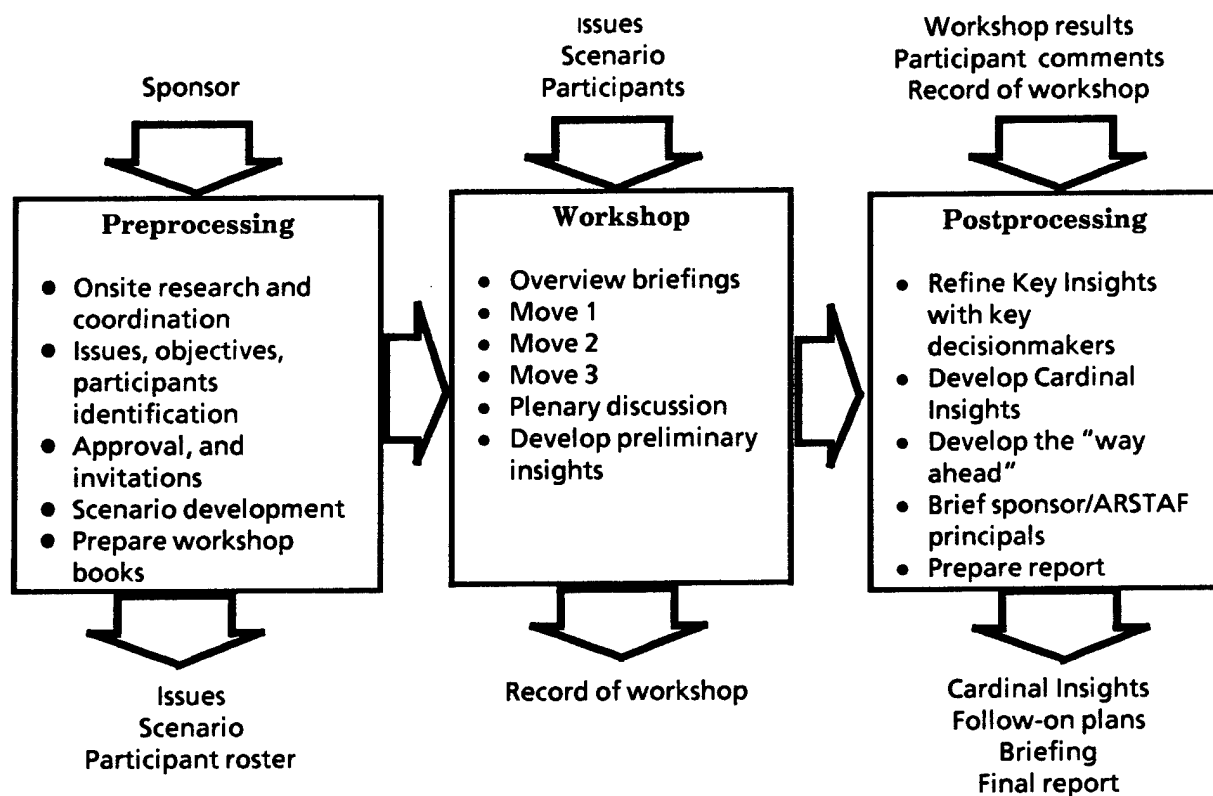 Sponsor
Issues
Scenario
Participants
Workshop results
Participant comments
Record of workshop
Preprocessing
● Onsite research and
coordination
● Issues, objectives,
participants
identification
● Approval, and
invitations
● Scenario development
● Prepare workshop
books
Workshop
● Overview briefings
● Move 1
● Move 2
● Move 3
● Plenary discussion
● Develop preliminary
insights
Postprocessing
● Refine Key Insights
with key
decisionmakers
● Develop Cardinal
Insights
● Develop the “way
ahead”
● Brief sponsor/ARSTAF
principals
● Prepare report
Issues
Scenario
Participant roster
Record of workshop
Cardinal Insights
Follow-on plans
Briefing
Final report